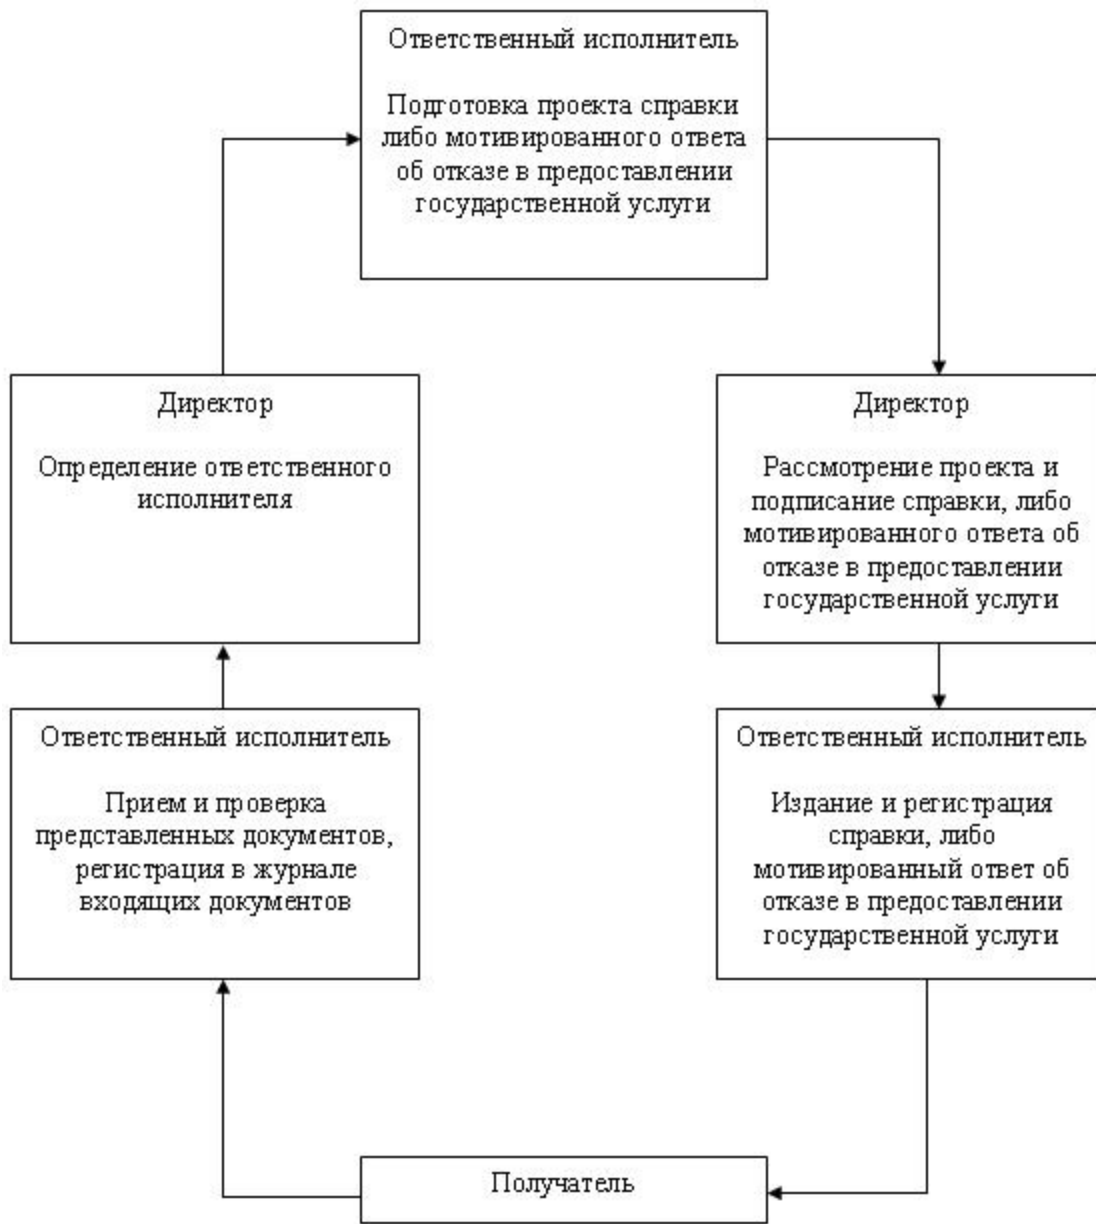 Ответственный исполнитель
Подготовка проекта справки
либо мотивированного ответа
об отказе в предоставлении
государственной услуги
Директор
Определение ответственного
исполнителя
Директор
Рассмотрение проекта и
подписание справки, либо
мотивированного ответа об
отказе в предоставлении
государственной услуги
Ответственный исполнитель
Прием и проверка
представленных документов,
регистрация в журнале
входящих документов
Ответственный исполнитель
Издание и регистрация
справки, либо
мотивированный ответ об
отказе в предоставлении
государственной услуги
Получатель